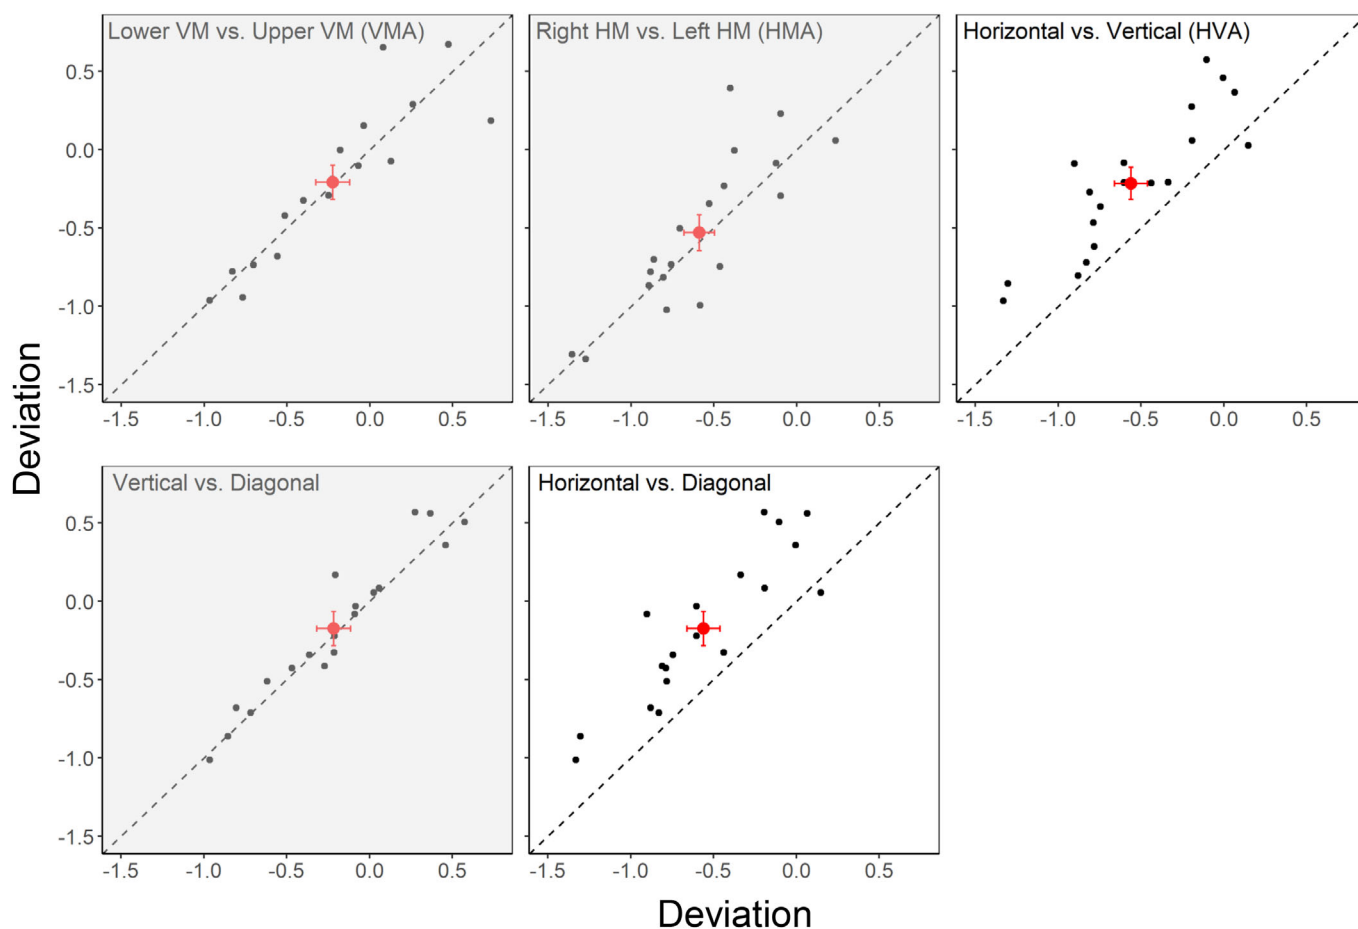 Lower VM vs. Upper VM (VMA)
Right HM vs. Left HM (HMA)
Horizontal vs. Vertical (HVA)
0.5
0.0
-0.5
-1.0
-1.5
-1.5 -1.0 -0.5 0.0 0.5
-1.5 -1.0 -0.5 0.0 0.5
-1.5 -1.0 -0.5 0.0 0.5
Deviation
Vertical vs. Diagonal
Horizontal vs. Diagonal
0.5
0.0
-0.5
-1.0
-1.5
-1.5 -1.0 -0.5 0.0 0.5
-1.5 -1.0 -0.5 0.0 0.5
Deviation